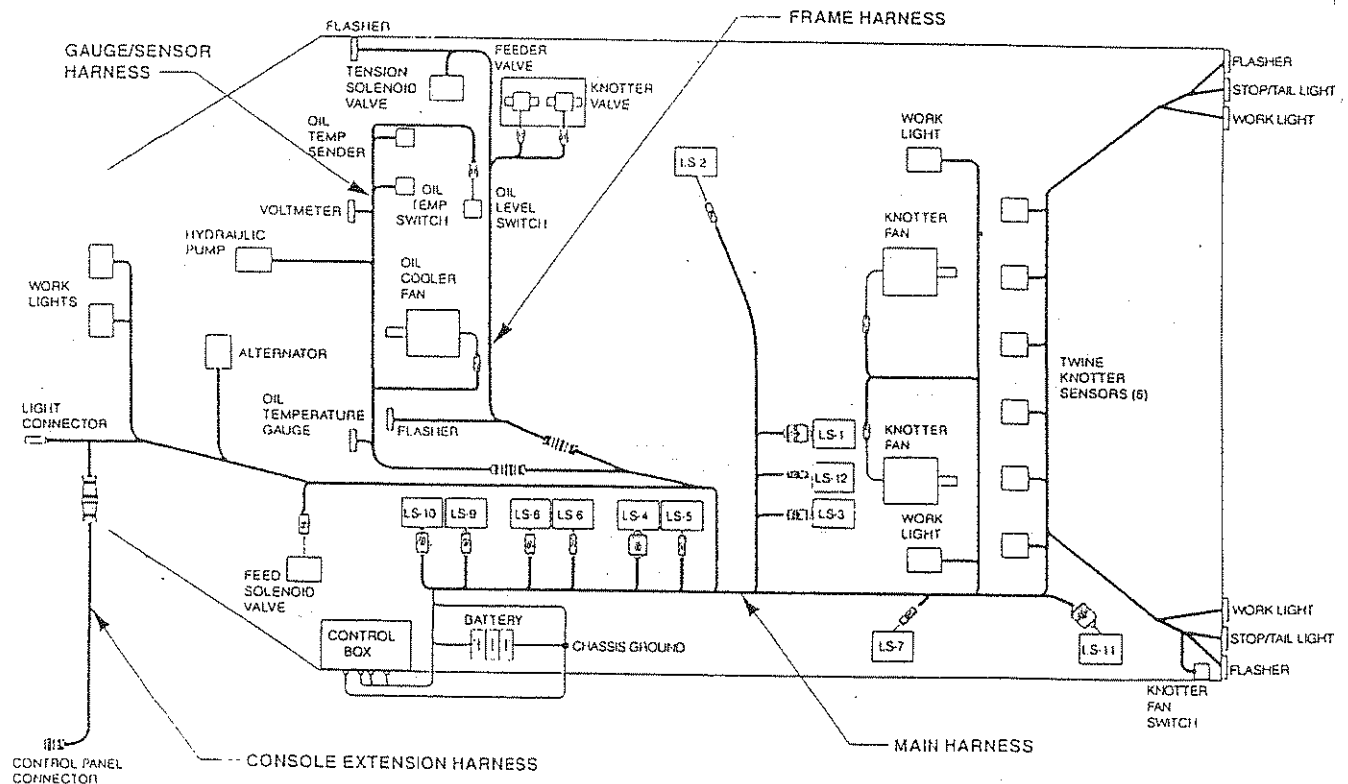 FRAME HARNESS
FLASHER
GAUGE/SENSOR
HARNESS
TENSION
SOLENOID
VALVE
FEEDER
VALVE
KNOTTER
VALVE
FLASHER
STOP/TAIL LIGHT
WORK LIGHT
OIL
TEMP
SENDER
WORK
LIGHT
LS-2
OIL
TEMP
SWITCH
OIL
LEVEL
SWITCH
VOLTMETER
HYDRAULIC
PUMP
KNOTTER
FAN
OIL
COOLER
FAN
WORK
LIGHTS
ALTERNATOR
TWINE
KNOTTER
SENSORS (6)
LIGHT
CONNECTOR
OIL
TEMPERATURE
GAUGE
FLASHER
LS-1
KNOTTER
FAN
LS-12
LS-3
LS-10
LS-9
LS-8
LS-6
LS-4
LS-5
WORK
LIGHT
FEED
SOLENOID
VALVE
BATTERY
CONTROL
BOX
CHASSIS GROUND
LS-7
LS-11
WORK LIGHT
STOP/TAIL LIGHT
FLASHER
KNOTTER
FAN
SWITCH
MAIN HARNESS
CONSOLE EXTENSION HARNESS
CONTROL PANEL
CONNECTOR